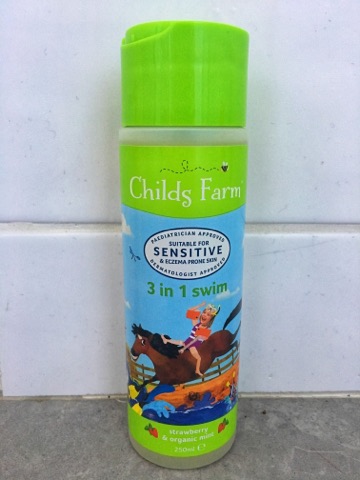 Childs Farm
PAEDIATRICIAN APPROVED
SUITABLE FOR
SENSITIVE
& ECZEMA PRONE SKIN
DERMATOLOGIST APPROVED
3 in 1 swim
strawberry
& organic mint
250ml e